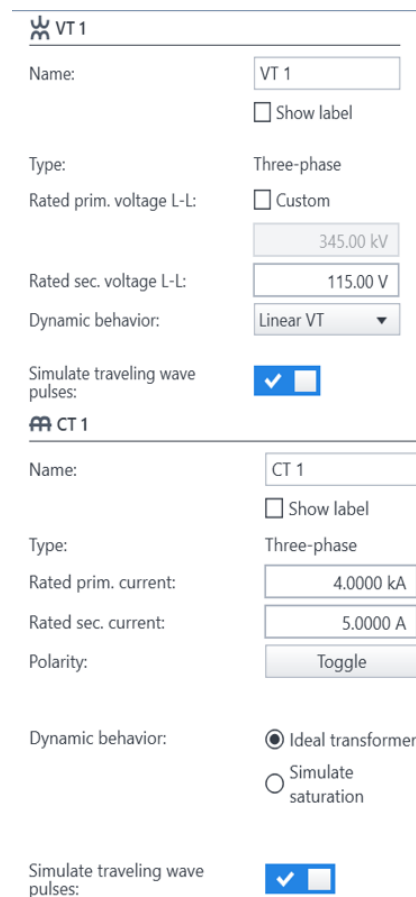 VT 1
Name: VT 1
Show label
Type: Three-phase
Rated prim. voltage L-L: Custom
345.00 kV
Rated sec. voltage L-L: 115.00 V
Dynamic behavior: Linear VT
Simulate traveling wave
pulses:
CT 1
Name: CT 1
Show label
Type: Three-phase
Rated prim. current: 4.0000 kA
Rated sec. current: 5.0000 A
Polarity: Toggle
Dynamic behavior: Ideal transformer
Simulate
saturation
Simulate traveling wave
pulses: